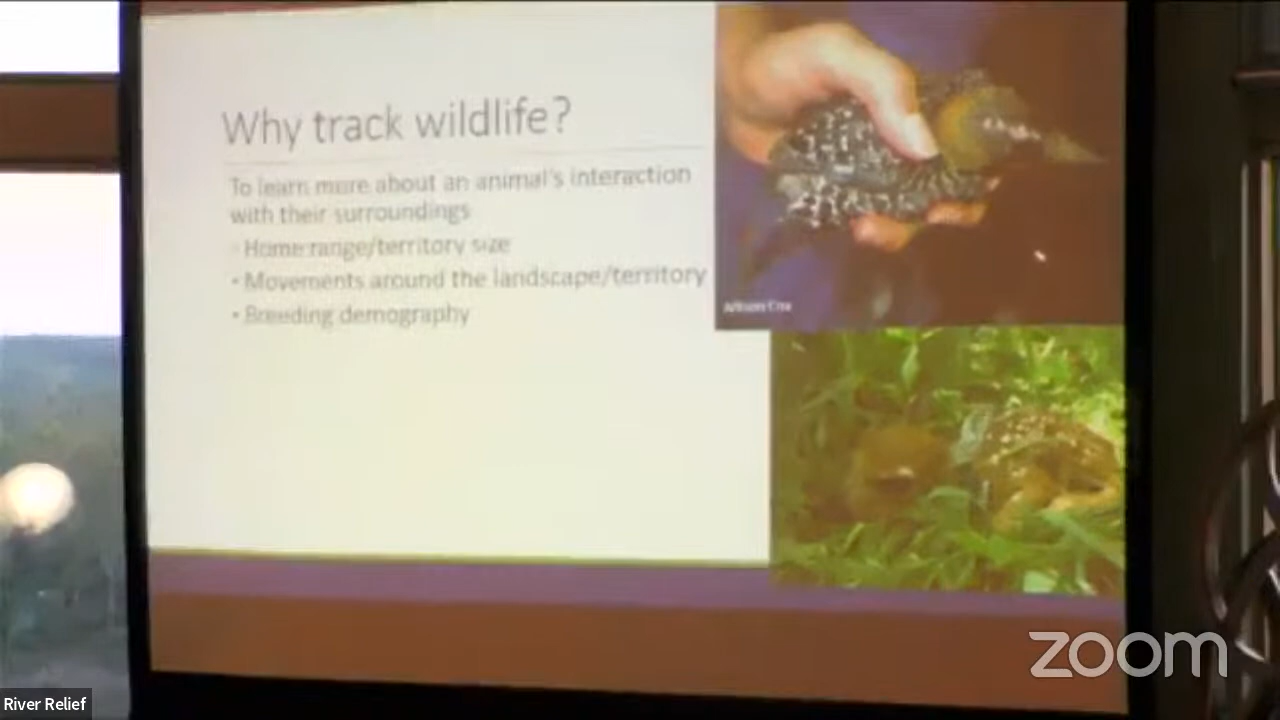 Why track wildlife?
To learn more about an animal's interaction
with their surroundings
• Home range/territory size
• Movements around the landscape/territory
• Breeding demography
zoom
River Relief